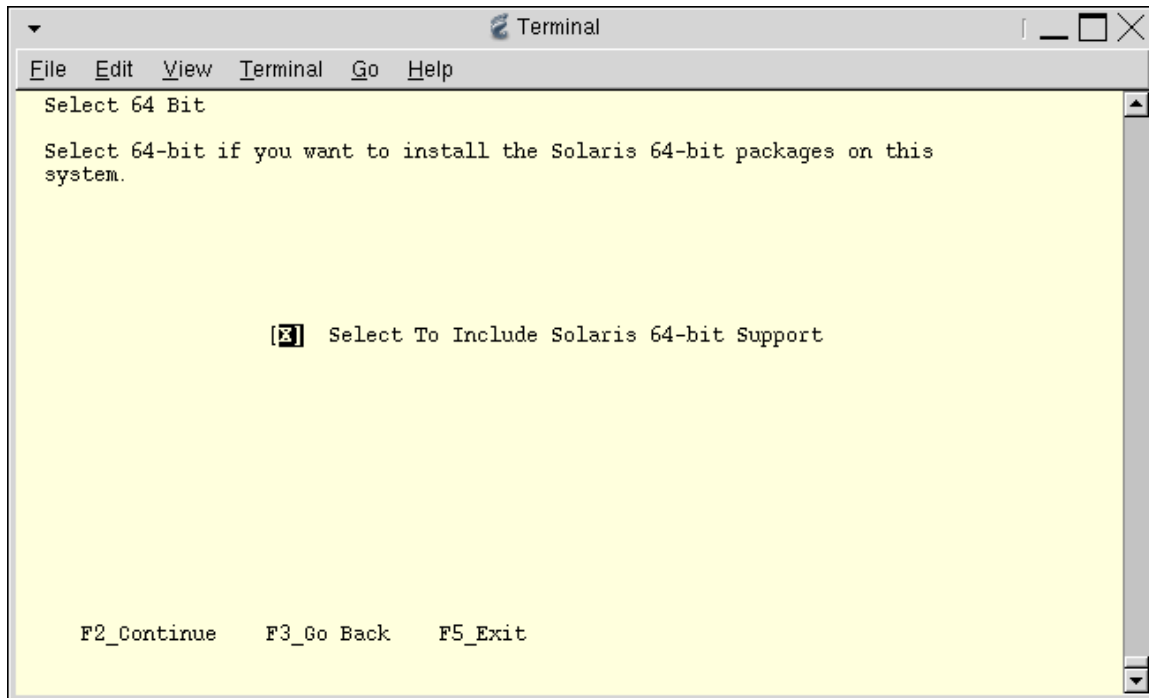 Terminal
File Edit View Terminal Go Help
Select 64 Bit
Select 64-bit if you want to install the Solaris 64-bit packages on this
system.
[X] Select To Include Solaris 64-bit Support
F2_Continue F3_Go Back F5_Exit